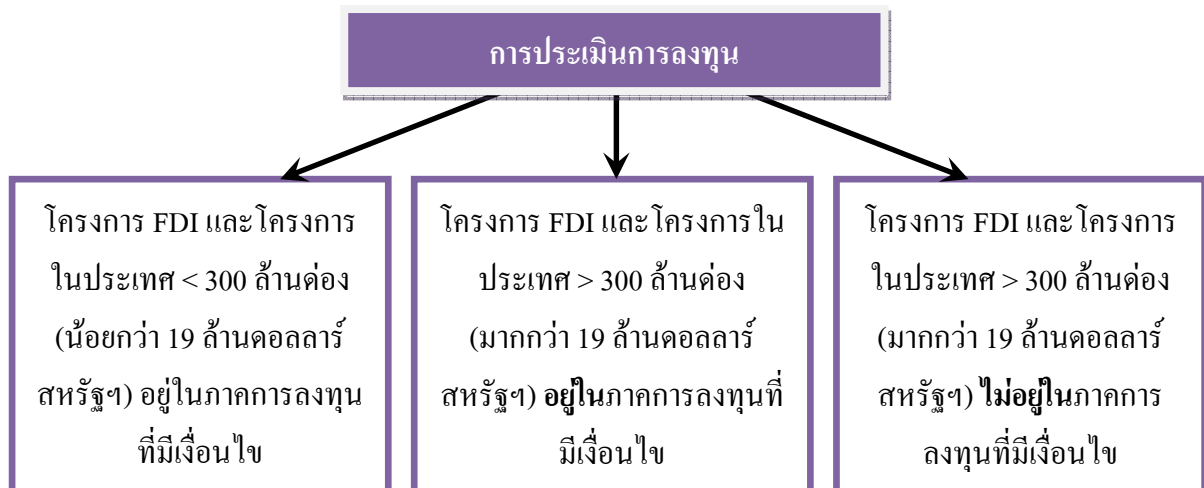 การประเมินการลงทุน
โครงการ FDI และโครงการ
ในประเทศ < 300 ล้านด่อง
(น้อยกว่า 19 ล้านดอลลาร์
สหรัฐฯ) อยู่ในภาคการลงทุน
ที่มีเงื่อนไข
โครงการ FDI และโครงการใน
ประเทศ > 300 ล้านด่อง
(มากกว่า 19 ล้านดอลลาร์
สหรัฐฯ) อยู่ในภาคการลงทุนที่
มีเงื่อนไข
โครงการ FDI และโครงการ
ในประเทศ > 300 ล้านด่อง
(มากกว่า 19 ล้านดอลลาร์
สหรัฐฯ) ไม่อยู่ในภาคการ
ลงทุนที่มีเงื่อนไข